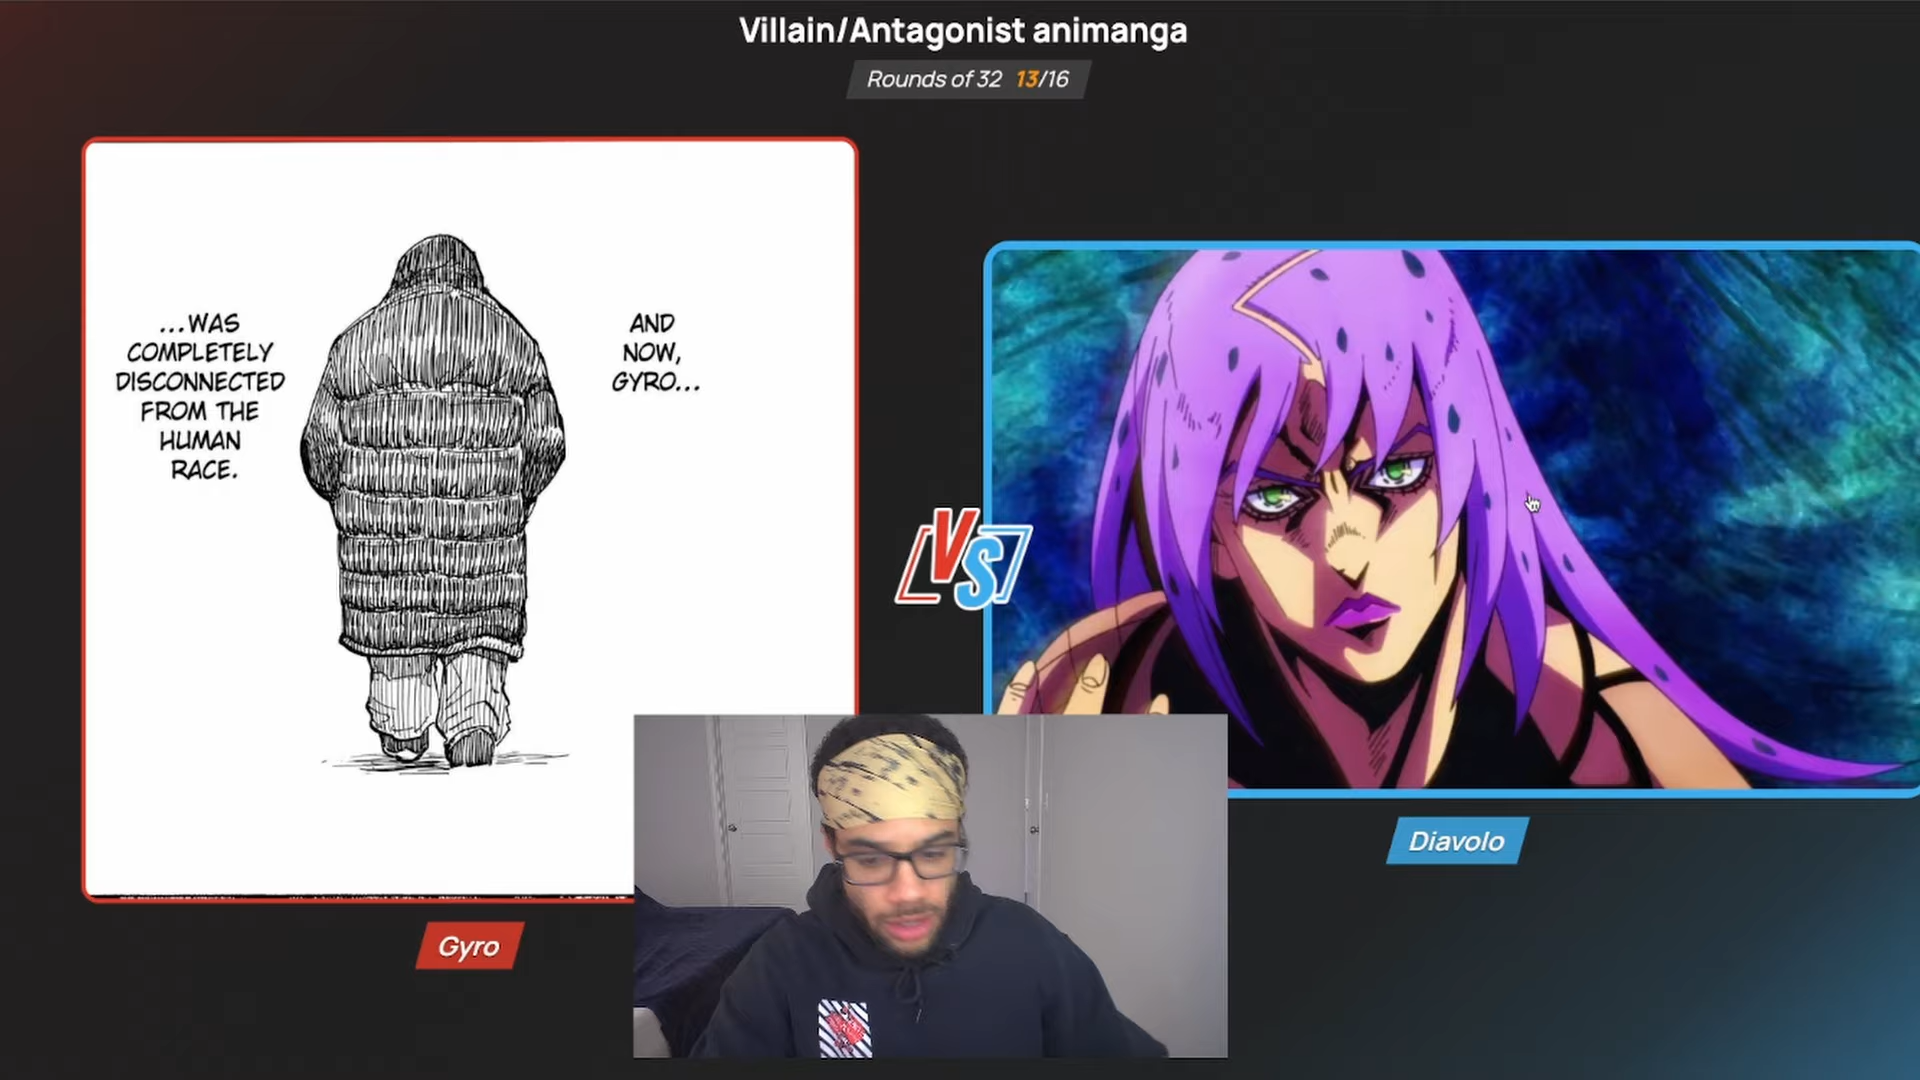 Villain/Antagonist animanga
Rounds of 32 13/16
AND
NOW,
GYRO...
...WAS
COMPLETELY
DISCONNECTED
FROM THE
HUMAN
RACE.
VS
Gyro
Diavolo